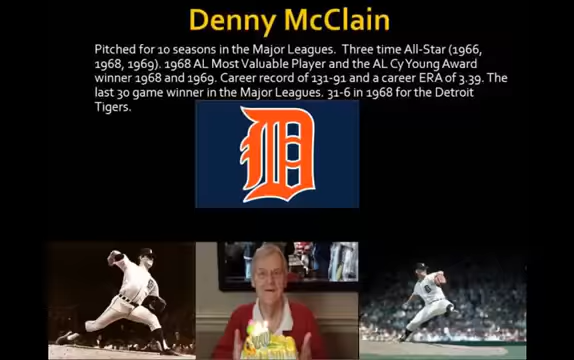 Denny McClain
Pitched for 10 seasons in the Major Leagues. Three time All-Star (1966,
1968, 1969). 1968 AL Most Valuable Player and the AL Cy Young Award
winner 1968 and 1969. Career record of 131-91 and a career ERA of 3.39. The
last 30 game winner in the Major Leagues. 31-6 in 1968 for the Detroit
Tigers.
D